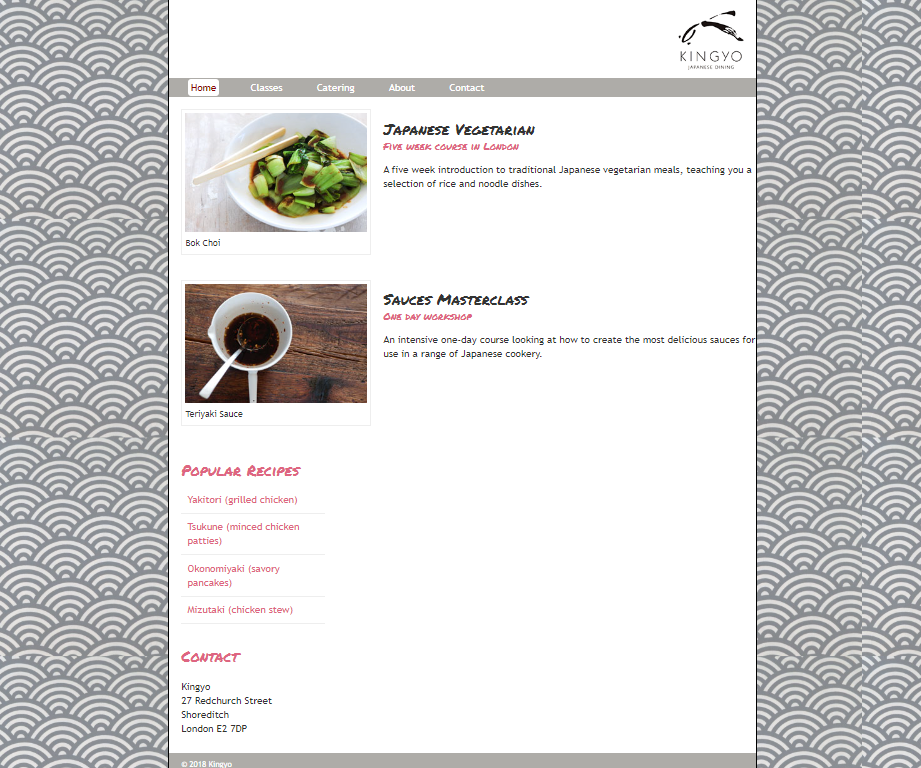 KINGYO
JAPANESE DINING
Home Classes Catering About Contact
Japanese Vegetarian
Five week course in London
A five week introduction to traditional Japanese vegetarian meals, teaching you a
selection of rice and noodle dishes.
Bok Choi
Sauces Masterclass
One day workshop
An intensive one-day course looking at how to create the most delicious sauces for
use in a range of Japanese cookery.
Teriyaki Sauce
Popular Recipes
Yakitori (grilled chicken)
Tsukune (minced chicken
patties)
Okonomiyaki (savory
pancakes)
Mizutaki (chicken stew)
Contact
Kingyo
27 Redchurch Street
Shoreditch
London E2 7DP
© 2018 Kingyo